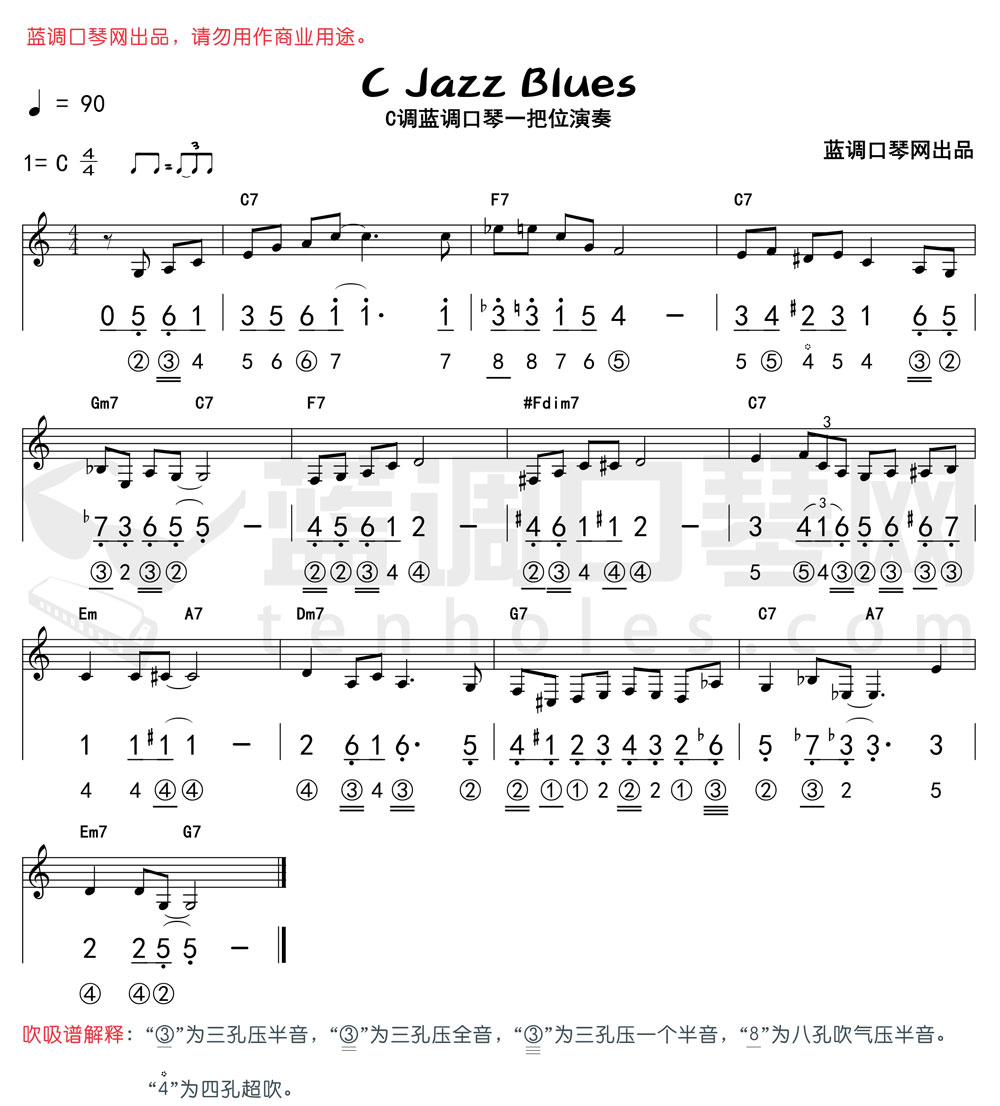 蓝调口琴网出品，请勿用作商业用途。
C Jazz Blues
♩ = 90
C调蓝调口琴一把位演奏
1= C 4/4 ♫=♩♪ 3
蓝调口琴网出品
C7 F7 C7
0 5 6 1 | 3 5 6 i i· i | ♭3 ♮3 i 5 4 − | 3 4 #2 3 1 6 5 |
② ③ 4 5 6 ⑥ 7 7 8 8 7 6 ⑤ 5 ⑤ 4 5 4 ③ ②
Gm7 C7 F7 #Fdim7 C7
3
♭7 3 6 5 5 − | 4 5 6 1 2 − | #4 6 1 #1 2 − | 3 4 1 6 5 6 #6 7 |
3
③ 2 ③ ② ② ② ③ 4 ④ ② ③ 4 ④ ④ 5 ⑤ 4 ③ ② ③ ③ ③
蓝调口琴网
tenholes.com
Em A7 Dm7 G7 C7 A7
1 1 #1 1 − | 2 6 1 6· 5 | 4 #1 2 3 4 3 2 ♭6 | 5 ♭7 ♭3 3· 3
4 4 ④ ④ ④ ③ 4 ③ ② ② ① ① 2 ② 2 ① ③ ② ③ 2 5
Em7 G7
2 2 5 5 −
④ ④ ②
吹吸谱解释：“③”为三孔压半音，“③”为三孔压全音，“③”为三孔压一个半音，“8”为八孔吹气压半音。
“4”为四孔超吹。